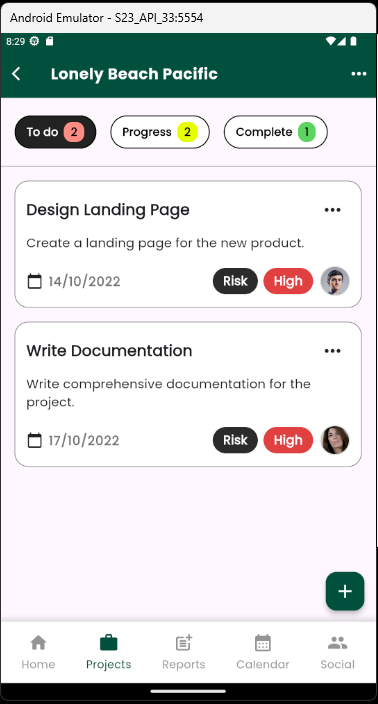 Android Emulator - S23_API_33:5554
8:29
Lonely Beach Pacific
To do 2 Progress 2 Complete 1
Design Landing Page
Create a landing page for the new product.
14/10/2022 Risk High
Write Documentation
Write comprehensive documentation for the
project.
17/10/2022 Risk High
Home Projects Reports Calendar Social